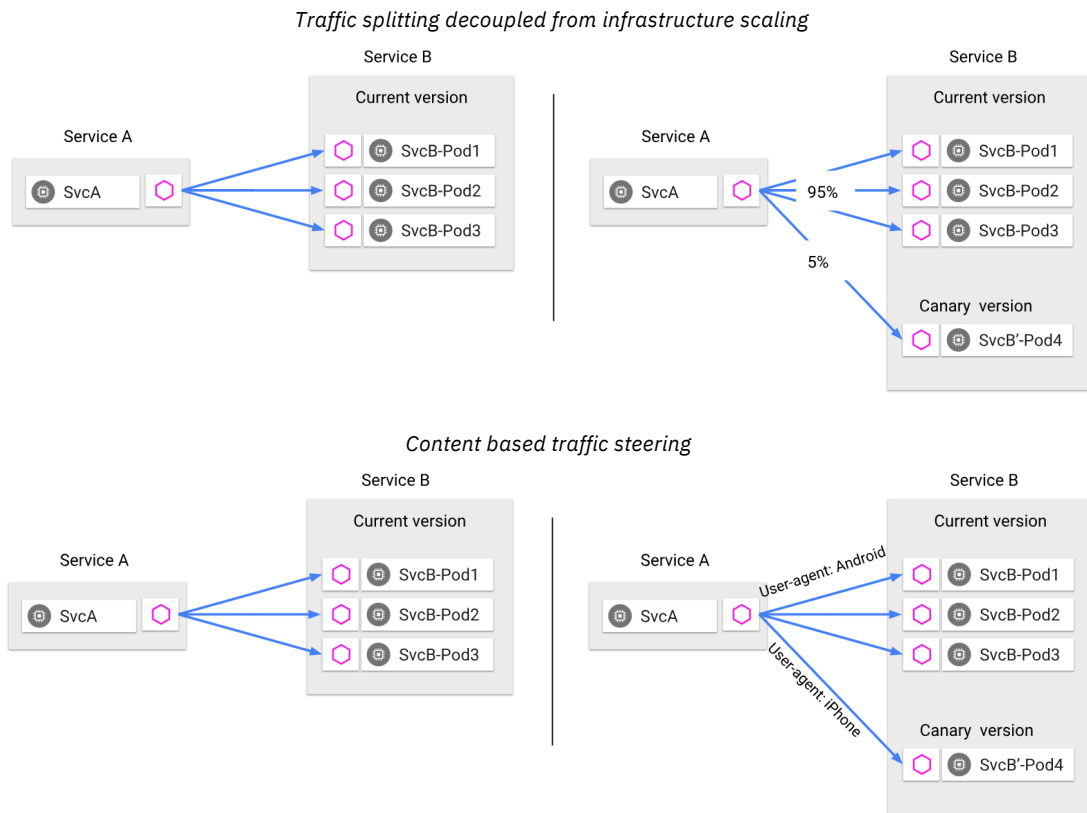 Traffic splitting decoupled from infrastructure scaling
Service B
Current version
Service A
SvcA
SvcB-Pod1
SvcB-Pod2
SvcB-Pod3
Service B
Current version
Service A
SvcA
95%
5%
SvcB-Pod1
SvcB-Pod2
SvcB-Pod3
Canary version
SvcB’-Pod4
Content based traffic steering
Service B
Current version
Service A
SvcA
SvcB-Pod1
SvcB-Pod2
SvcB-Pod3
Service B
Current version
Service A
SvcA
User-agent: Android
User-agent: iPhone
SvcB-Pod1
SvcB-Pod2
SvcB-Pod3
Canary version
SvcB’-Pod4